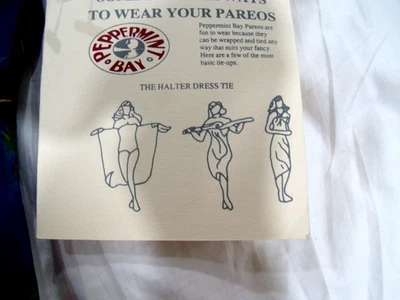 TO WEAR YOUR PAREOS
PEPPERMINT
BAY
Peppermint Bay Pareos are
fun to wear because they
can be wrapped and tied any
way that suits your fancy.
Here are a few of the most
basic tie-ups.
THE HALTER DRESS TIE